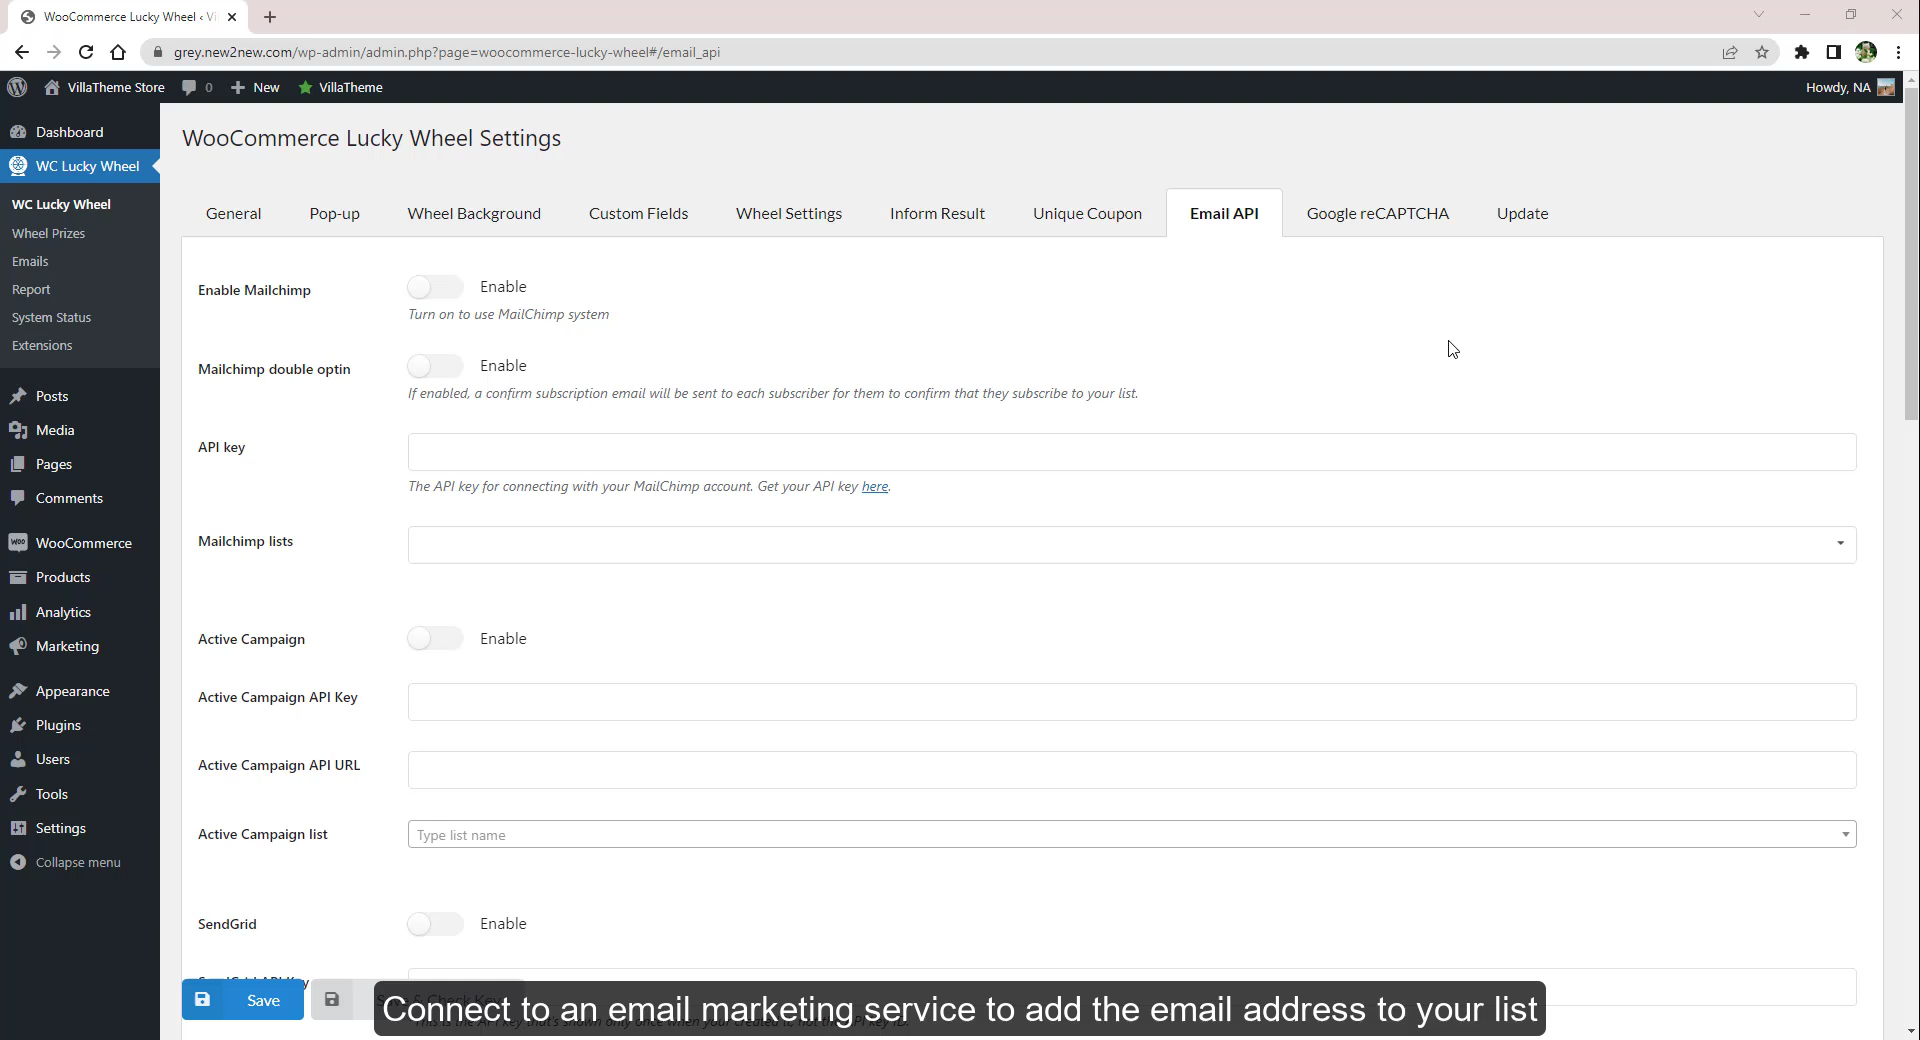 WooCommerce Lucky Wheel ‹ Vi
grey.new2new.com/wp-admin/admin.php?page=woocommerce-lucky-wheel#/email_api
VillaTheme Store
0
New
VillaTheme
Howdy, NA
Dashboard
WC Lucky Wheel
WC Lucky Wheel
Wheel Prizes
Emails
Report
System Status
Extensions
Posts
Media
Pages
Comments
WooCommerce
Products
Analytics
Marketing
Appearance
Plugins
Users
Tools
Settings
Collapse menu
WooCommerce Lucky Wheel Settings
General
Pop-up
Wheel Background
Custom Fields
Wheel Settings
Inform Result
Unique Coupon
Email API
Google reCAPTCHA
Update
Enable Mailchimp
Enable
Turn on to use MailChimp system
Mailchimp double optin
Enable
If enabled, a confirm subscription email will be sent to each subscriber for them to confirm that they subscribe to your list.
API key
The API key for connecting with your MailChimp account. Get your API key here.
Mailchimp lists
Active Campaign
Enable
Active Campaign API Key
Active Campaign API URL
Active Campaign list
Type list name
SendGrid
Enable
Save
Connect to an email marketing service to add the email address to your list